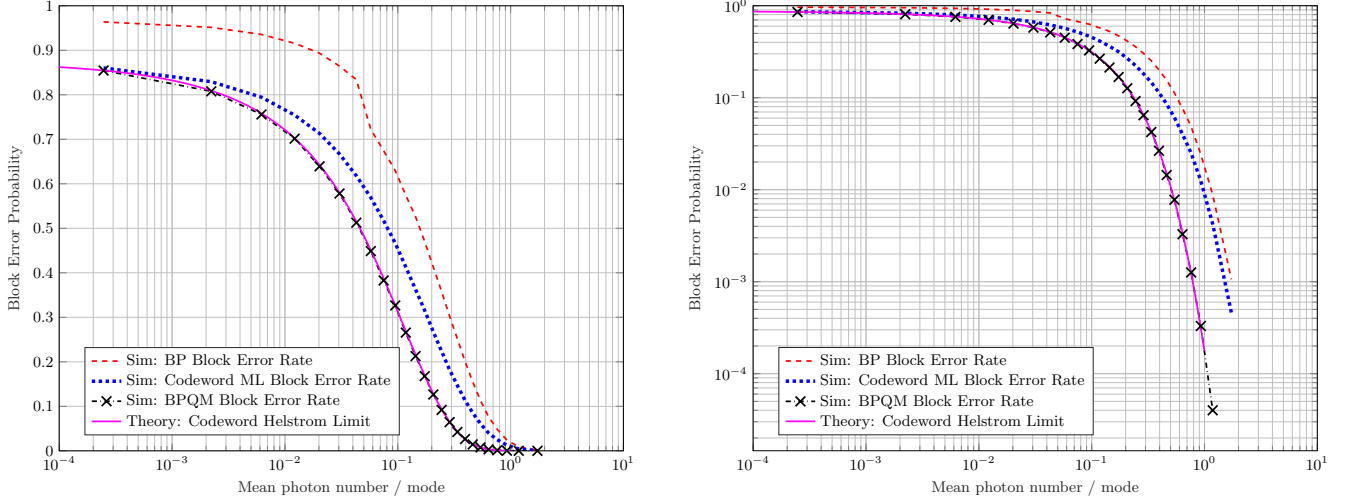 1
0.9
0.8
0.7
0.6
0.5
0.4
0.3
0.2
0.1
0
10^-4
10^-3
10^-2
10^-1
10^0
10^1
Block Error Probability
Mean photon number / mode
Sim: BP Block Error Rate
Sim: Codeword ML Block Error Rate
Sim: BPQM Block Error Rate
Theory: Codeword Helstrom Limit
10^0
10^-1
10^-2
10^-3
10^-4
10^-4
10^-3
10^-2
10^-1
10^0
10^1
Block Error Probability
Mean photon number / mode
Sim: BP Block Error Rate
Sim: Codeword ML Block Error Rate
Sim: BPQM Block Error Rate
Theory: Codeword Helstrom Limit